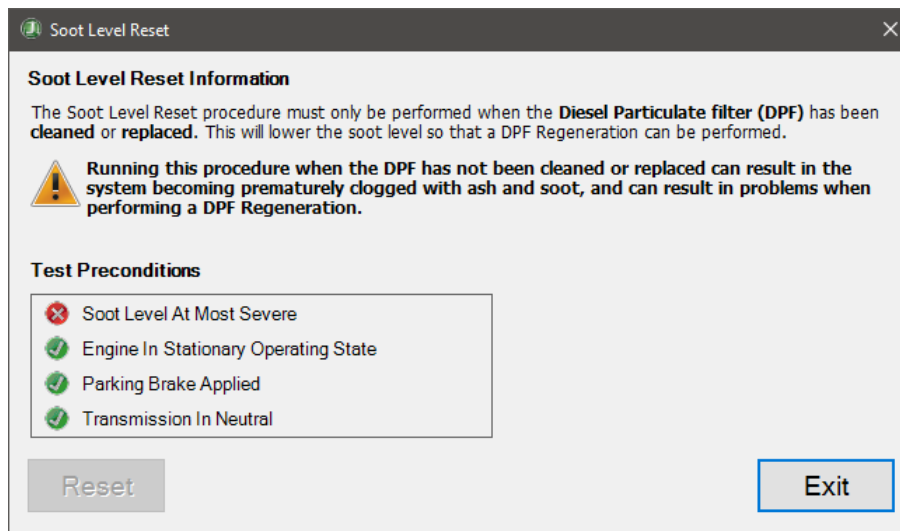 Soot Level Reset
Soot Level Reset Information
The Soot Level Reset procedure must only be performed when the Diesel Particulate filter (DPF) has been
cleaned or replaced. This will lower the soot level so that a DPF Regeneration can be performed.
Running this procedure when the DPF has not been cleaned or replaced can result in the
system becoming prematurely clogged with ash and soot, and can result in problems when
performing a DPF Regeneration.
Test Preconditions
Soot Level At Most Severe
Engine In Stationary Operating State
Parking Brake Applied
Transmission In Neutral
Reset
Exit